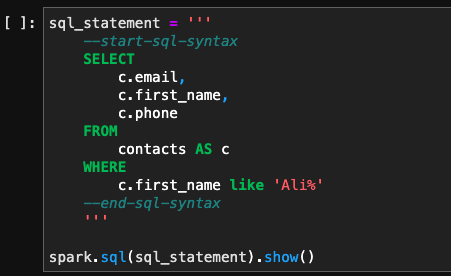 [ ]: sql_statement = '''
    --start-sql-syntax
    SELECT
        c.email,
        c.first_name,
        c.phone
    FROM
        contacts AS c
    WHERE
        c.first_name like 'Ali%'
    --end-sql-syntax
    '''
spark.sql(sql_statement).show()